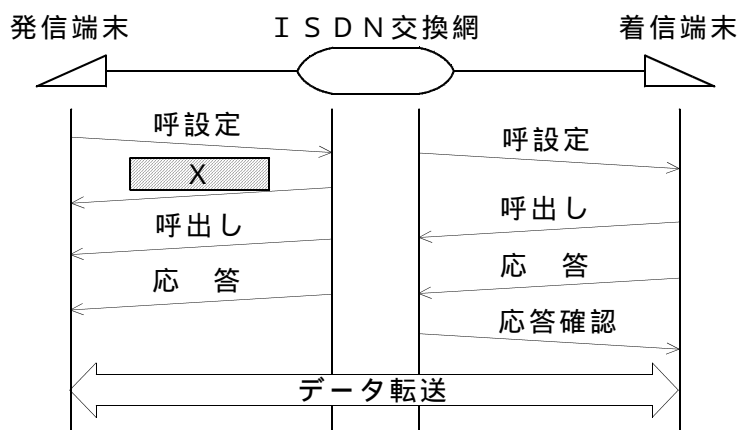 発信端末 ＩＳＤＮ交換網 着信端末
呼設定 呼設定
Ｘ
呼出し 呼出し
応　答 応　答
応答確認
データ転送